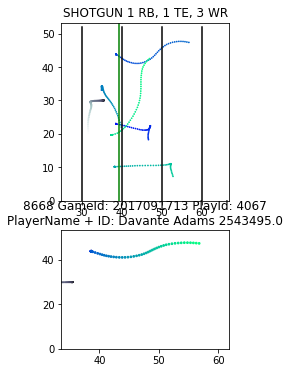 SHOTGUN 1 RB, 1 TE, 3 WR
50
40
30
20
10
0
30 40 50 60
8668 GameId: 2017091713 PlayId: 4067
PlayerName + ID: Davante Adams 2543495.0
40
20
0
40 50 60